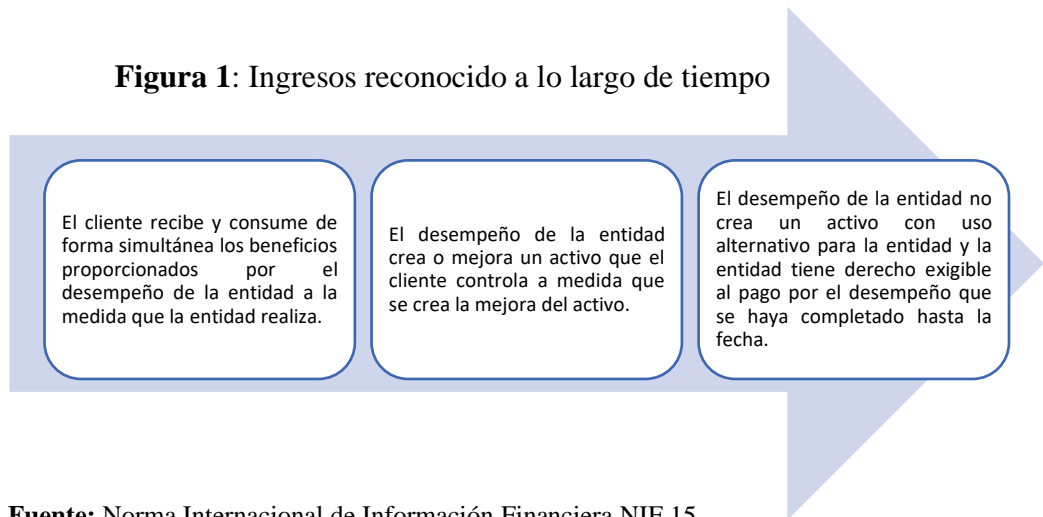 Figura 1: Ingresos reconocido a lo largo de tiempo
El cliente recibe y consume de
forma simultánea los beneficios
proporcionados por el
desempeño de la entidad a la
medida que la entidad realiza.
El desempeño de la entidad
crea o mejora un activo que el
cliente controla a medida que
se crea la mejora del activo.
El desempeño de la entidad no
crea un activo con uso
alternativo para la entidad y la
entidad tiene derecho exigible
al pago por el desempeño que
se haya completado hasta la
fecha.
Fuente: Norma Internacional de Información Financiera NIF 15